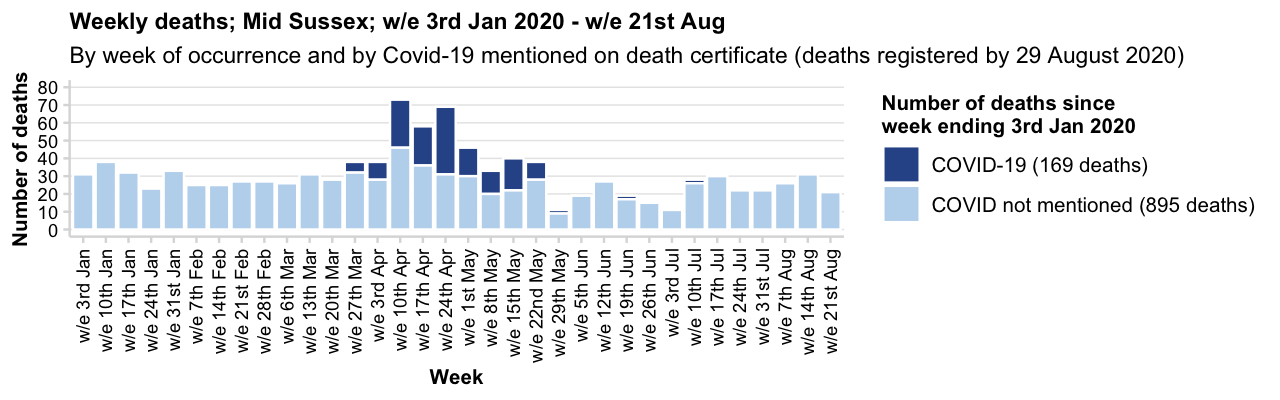 Weekly deaths; Mid Sussex; w/e 3rd Jan 2020 - w/e 21st Aug
By week of occurrence and by Covid-19 mentioned on death certificate (deaths registered by 29 August 2020)
Number of deaths
80
70
60
50
40
30
20
10
0
w/e 3rd Jan
w/e 10th Jan
w/e 17th Jan
w/e 24th Jan
w/e 31st Jan
w/e 7th Feb
w/e 14th Feb
w/e 21st Feb
w/e 28th Feb
w/e 6th Mar
w/e 13th Mar
w/e 20th Mar
w/e 27th Mar
w/e 3rd Apr
w/e 10th Apr
w/e 17th Apr
w/e 24th Apr
w/e 1st May
w/e 8th May
w/e 15th May
w/e 22nd May
w/e 29th May
w/e 5th Jun
w/e 12th Jun
w/e 19th Jun
w/e 26th Jun
w/e 3rd Jul
w/e 10th Jul
w/e 17th Jul
w/e 24th Jul
w/e 31st Jul
w/e 7th Aug
w/e 14th Aug
w/e 21st Aug
Week
Number of deaths since
week ending 3rd Jan 2020
COVID-19 (169 deaths)
COVID not mentioned (895 deaths)